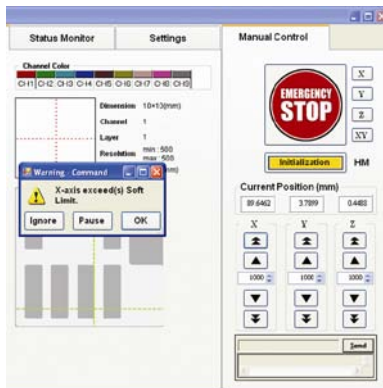 Status Monitor
Settings
Manual Control
Channel Color
CH1 CH2 CH3 CH4 CH5 CH6 CH7 CH8 CH9
Dimension 10×10(mm)
Channel 1
Layer 1
Resolution min : 500
max : 500
Warning - Command
X-axis exceed(s) Soft
Limit.
Ignore Pause OK
EMERGENCY
STOP
X
Y
Z
XY
Initialization HM
Current Position (mm)
89.6462 3.7899 0.4488
X Y Z
1000 1000 1000
Send